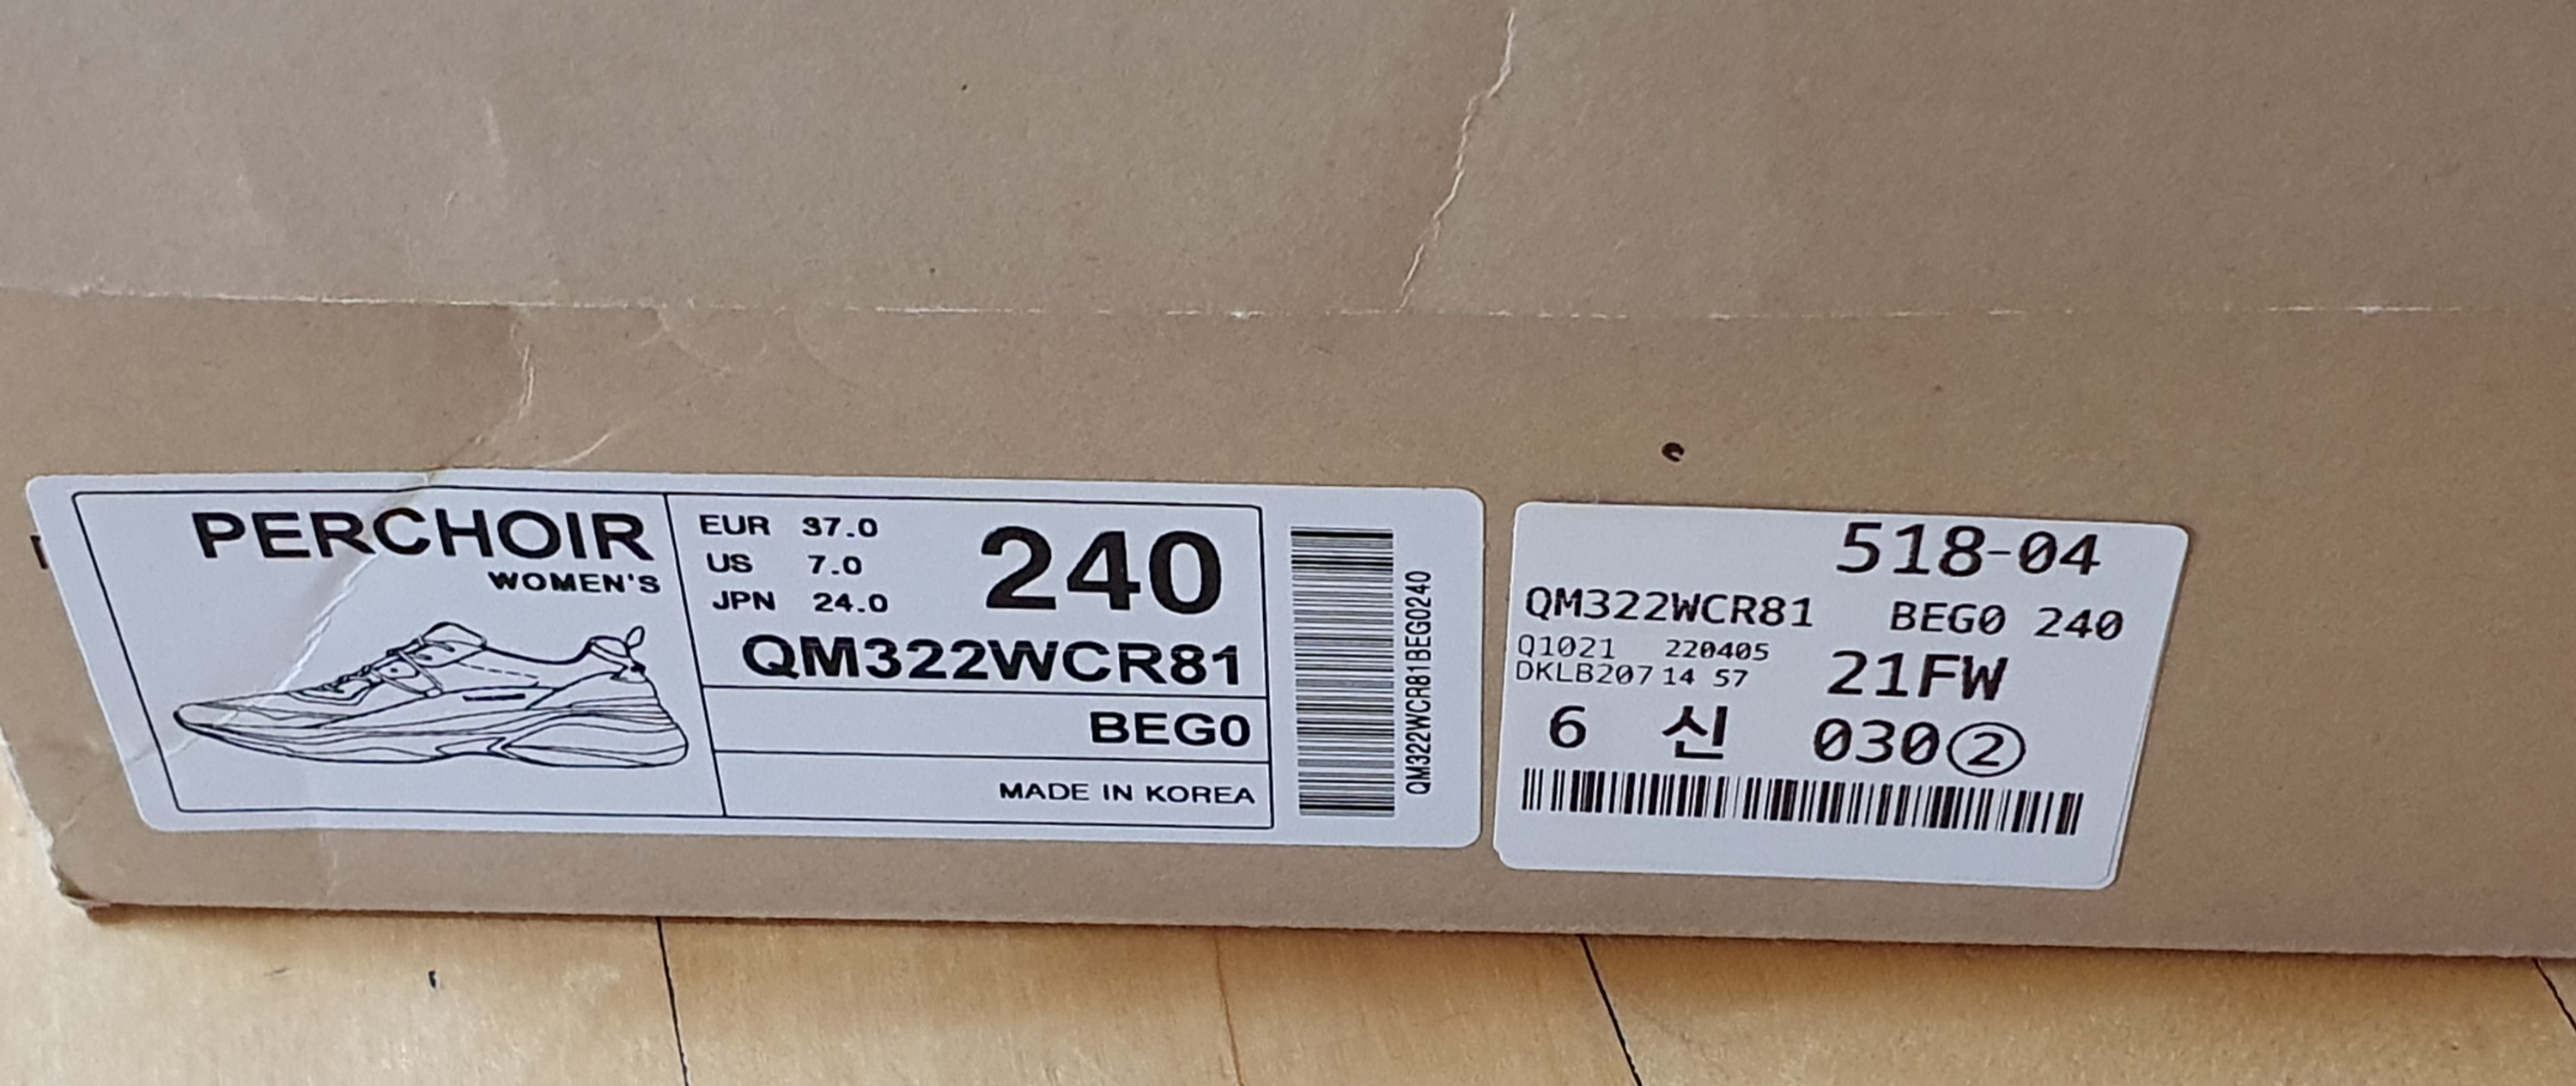 PERCHOIR
WOMEN'S
EUR 37.0
US 7.0
JPN 24.0
240
QM322WCR81
BEG0
MADE IN KOREA
QM322WCR81BEG0240
518-04
QM322WCR81 BEG0 240
Q1021 220405
DKLB207 14 57
21FW
6 신 030②